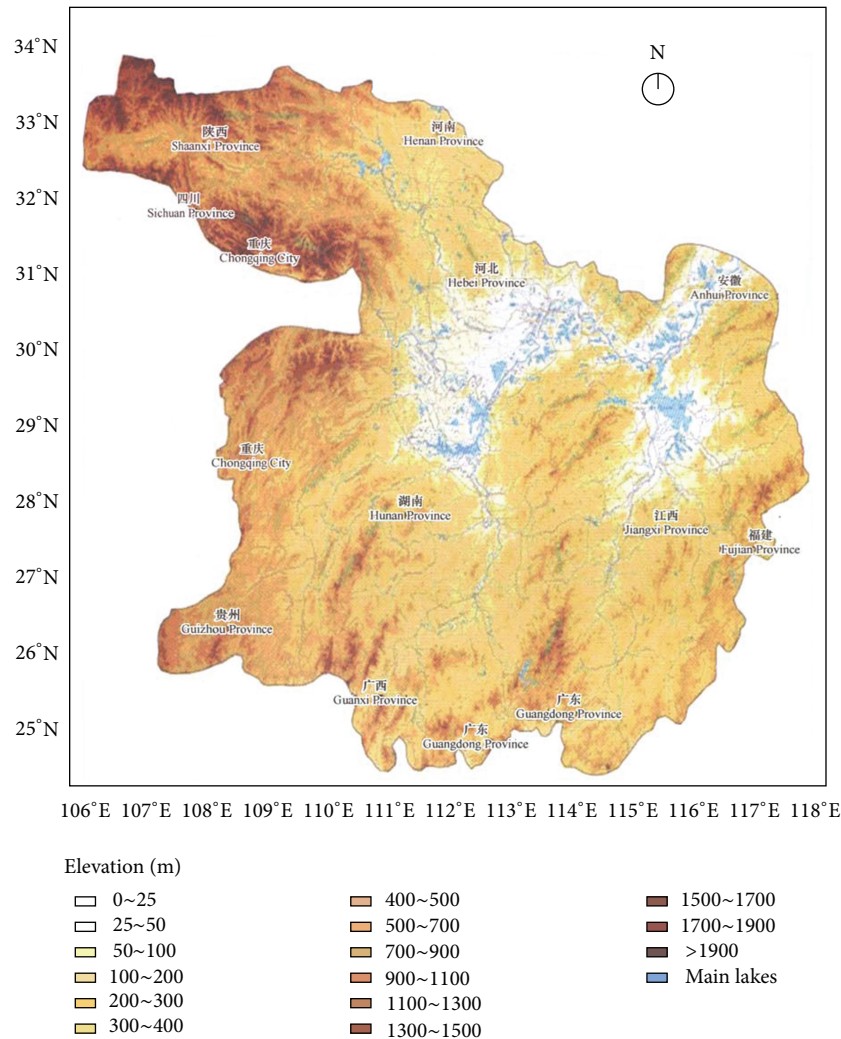 34°N
33°N
32°N
31°N
30°N
29°N
28°N
27°N
26°N
25°N
N
陕西
Shaanxi Province
河南
Henan Province
四川
Sichuan Province
重庆
Chongqing City
河北
Hebei Province
安徽
Anhui Province
重庆
Chongqing City
湖南
Hunan Province
江西
Jiangxi Province
福建
Fujian Province
贵州
Guizhou Province
广西
Guanxi Province
广东
Guangdong Province
广东
Guangdong Province
106°E 107°E 108°E 109°E 110°E 111°E 112°E 113°E 114°E 115°E 116°E 117°E 118°E
Elevation (m)
0~25
25~50
50~100
100~200
200~300
300~400
400~500
500~700
700~900
900~1100
1100~1300
1300~1500
1500~1700
1700~1900
>1900
Main lakes